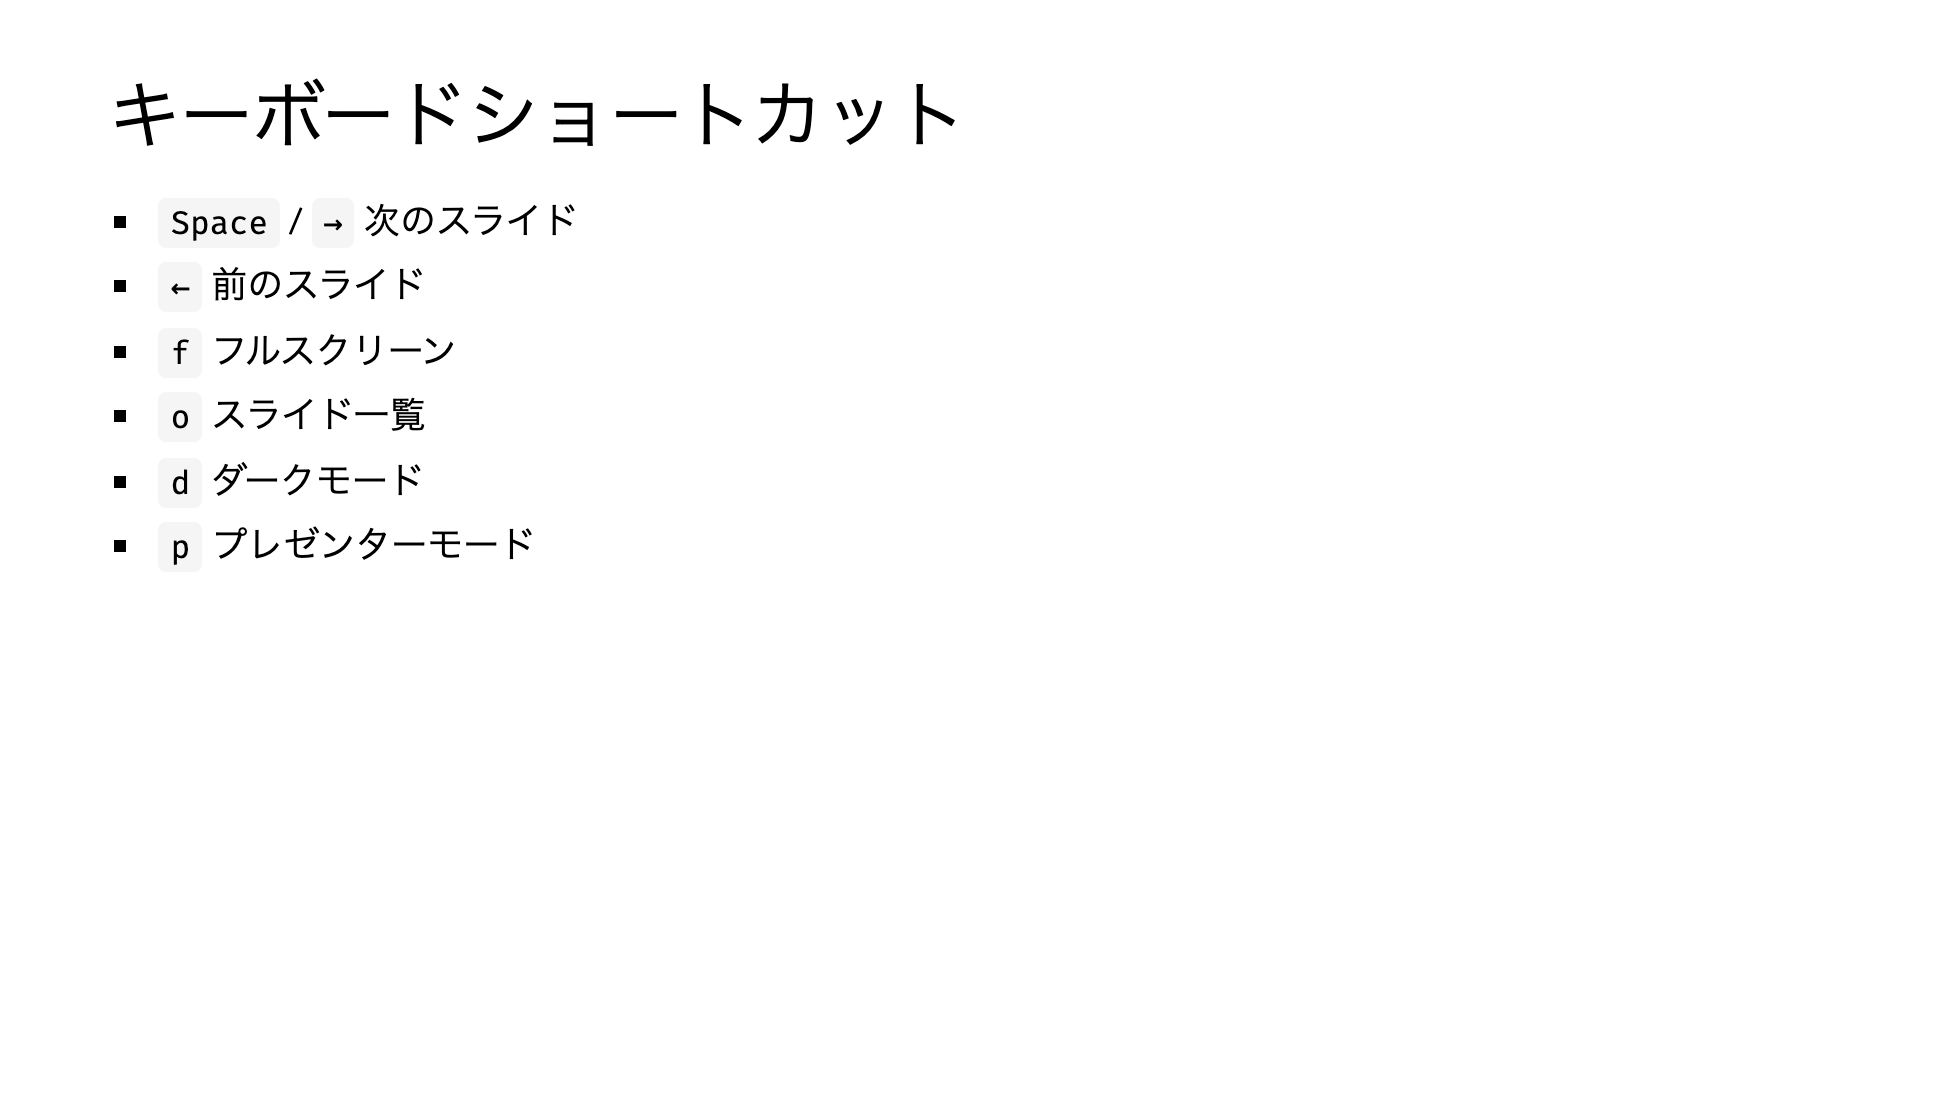 キーボードショートカット
Space / → 次のスライド
← 前のスライド
f フルスクリーン
o スライド一覧
d ダークモード
p プレゼンターモード